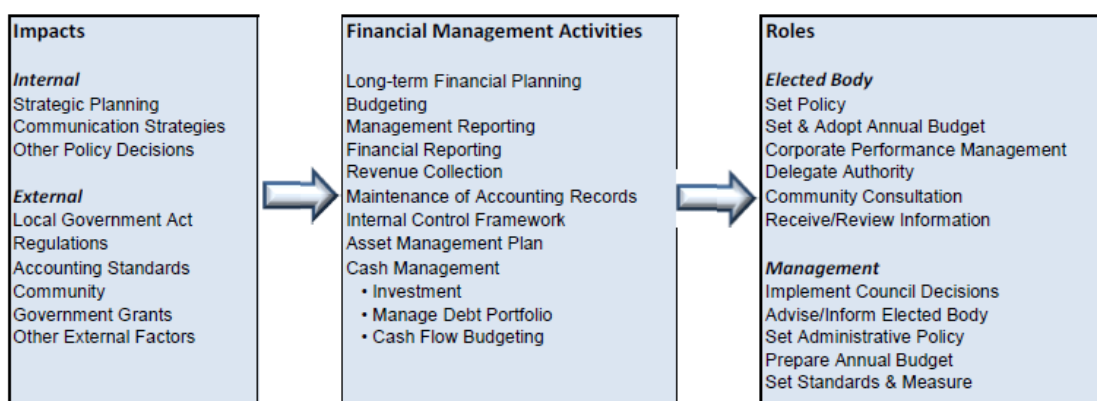 Impacts
Internal
Strategic Planning
Communication Strategies
Other Policy Decisions
External
Local Government Act
Regulations
Accounting Standards
Community
Government Grants
Other External Factors
Financial Management Activities
Long-term Financial Planning
Budgeting
Management Reporting
Financial Reporting
Revenue Collection
Maintenance of Accounting Records
Internal Control Framework
Asset Management Plan
Cash Management
• Investment
• Manage Debt Portfolio
• Cash Flow Budgeting
Roles
Elected Body
Set Policy
Set & Adopt Annual Budget
Corporate Performance Management
Delegate Authority
Community Consultation
Receive/Review Information
Management
Implement Council Decisions
Advise/Inform Elected Body
Set Administrative Policy
Prepare Annual Budget
Set Standards & Measure